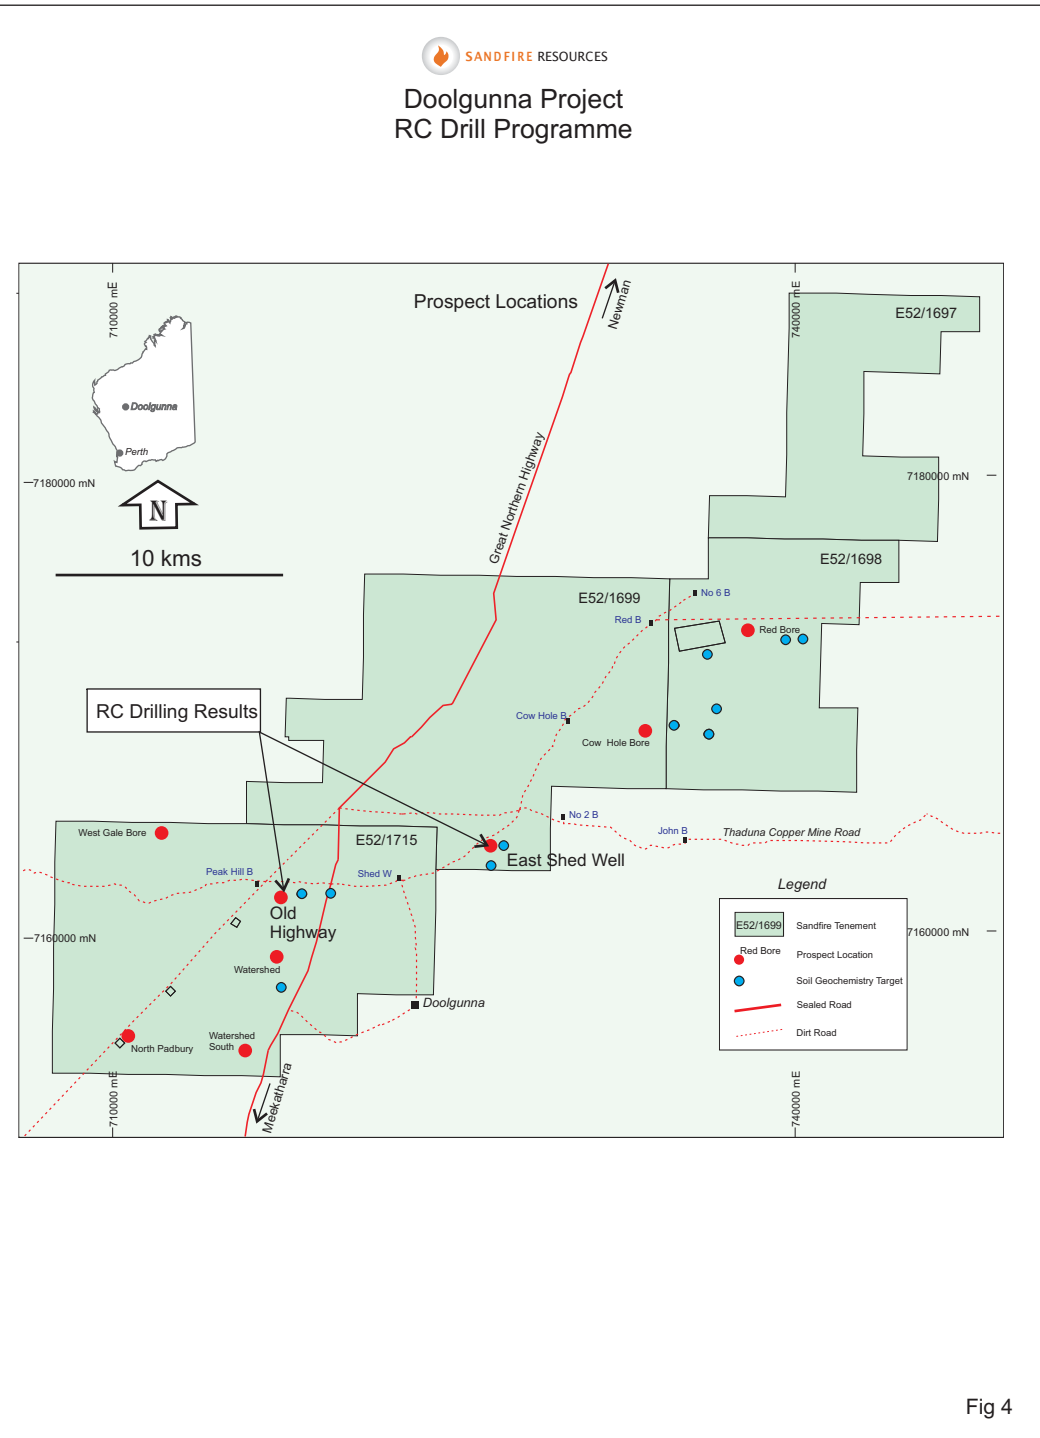 SANDFIRE RESOURCES
Doolgunna Project
RC Drill Programme
Prospect Locations
710000 mE
740000 mE
Newman
E52/1697
Doolgunna
Perth
7180000 mN
7180000 mN
N
10 kms
Great Northern Highway
E52/1698
E52/1699
No 6 B
Red B
Red Bore
RC Drilling Results
Cow Hole B
Cow Hole Bore
No 2 B
John B
Thaduna Copper Mine Road
West Gale Bore
E52/1715
East Shed Well
Peak Hill B
Shed W
Old
Highway
7160000 mN
7160000 mN
Watershed
Doolgunna
Watershed
South
North Padbury
Meekatharra
710000 mE
740000 mE
Legend
E52/1699 Sandfire Tenement
Red Bore Prospect Location
Soil Geochemistry Target
Sealed Road
Dirt Road
Fig 4